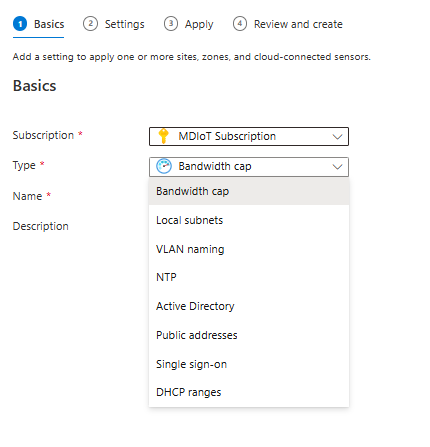 1 Basics 2 Settings 3 Apply 4 Review and create
Add a setting to apply one or more sites, zones, and cloud-connected sensors.
Basics
Subscription * MDIoT Subscription
Type * Bandwidth cap
Name *
Description
Bandwidth cap
Local subnets
VLAN naming
NTP
Active Directory
Public addresses
Single sign-on
DHCP ranges